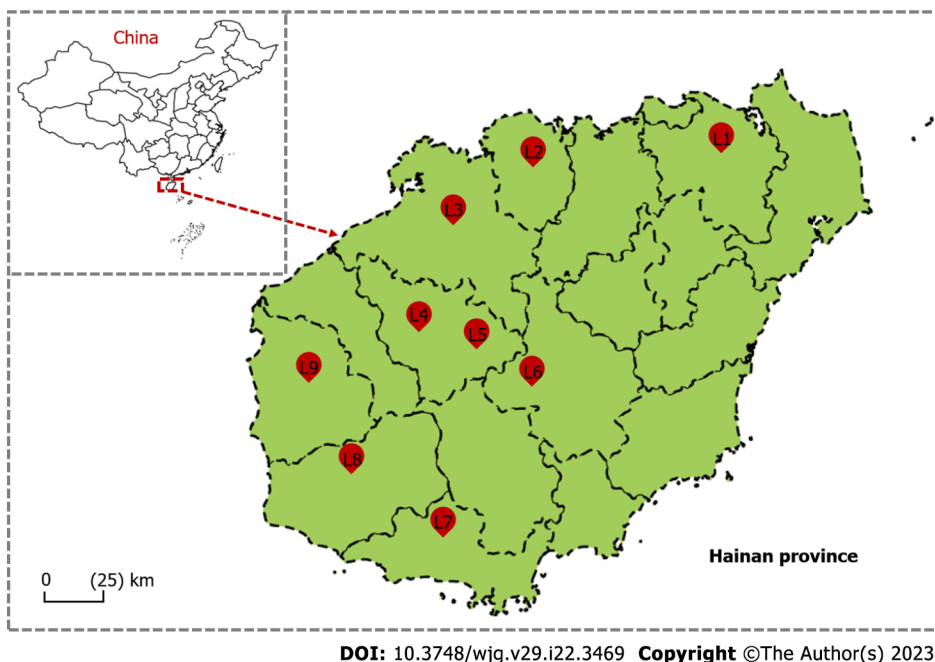 China
L1
L2
L3
L4
L5
L6
L9
L8
L7
Hainan province
0 (25) km
DOI: 10.3748/wjg.v29.i22.3469 Copyright ©The Author(s) 2023